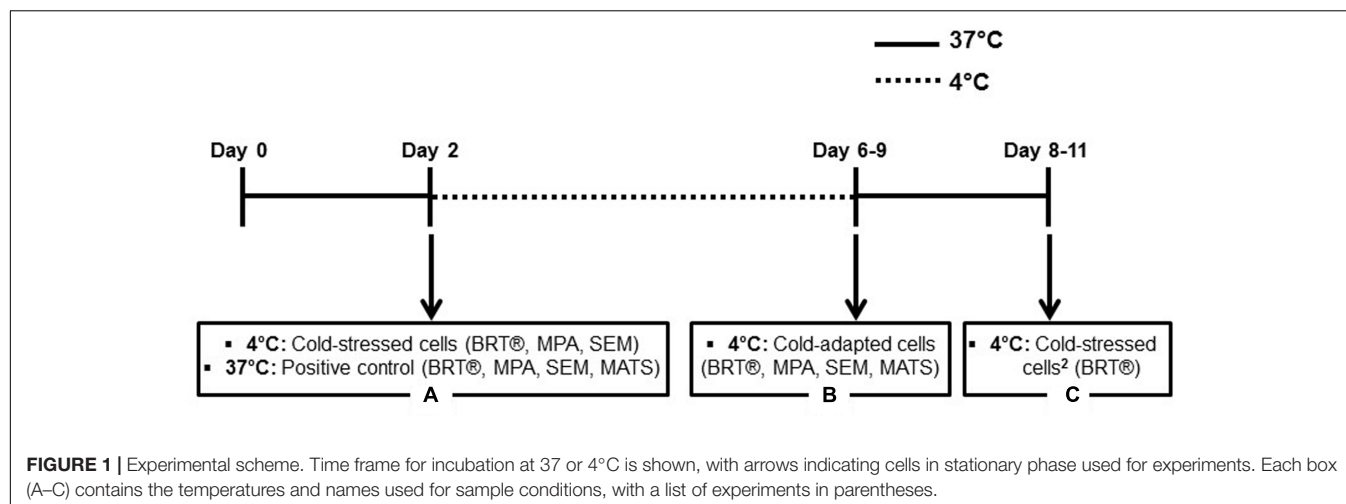 37°C
4°C
Day 0 Day 2 Day 6-9 Day 8-11
▪ 4°C: Cold-stressed cells (BRT®, MPA, SEM)
▪ 37°C: Positive control (BRT®, MPA, SEM, MATS)
A
▪ 4°C: Cold-adapted cells
(BRT®, MPA, SEM, MATS)
B
▪ 4°C: Cold-stressed
cells² (BRT®)
C
FIGURE 1 | Experimental scheme. Time frame for incubation at 37 or 4°C is shown, with arrows indicating cells in stationary phase used for experiments. Each box
(A–C) contains the temperatures and names used for sample conditions, with a list of experiments in parentheses.